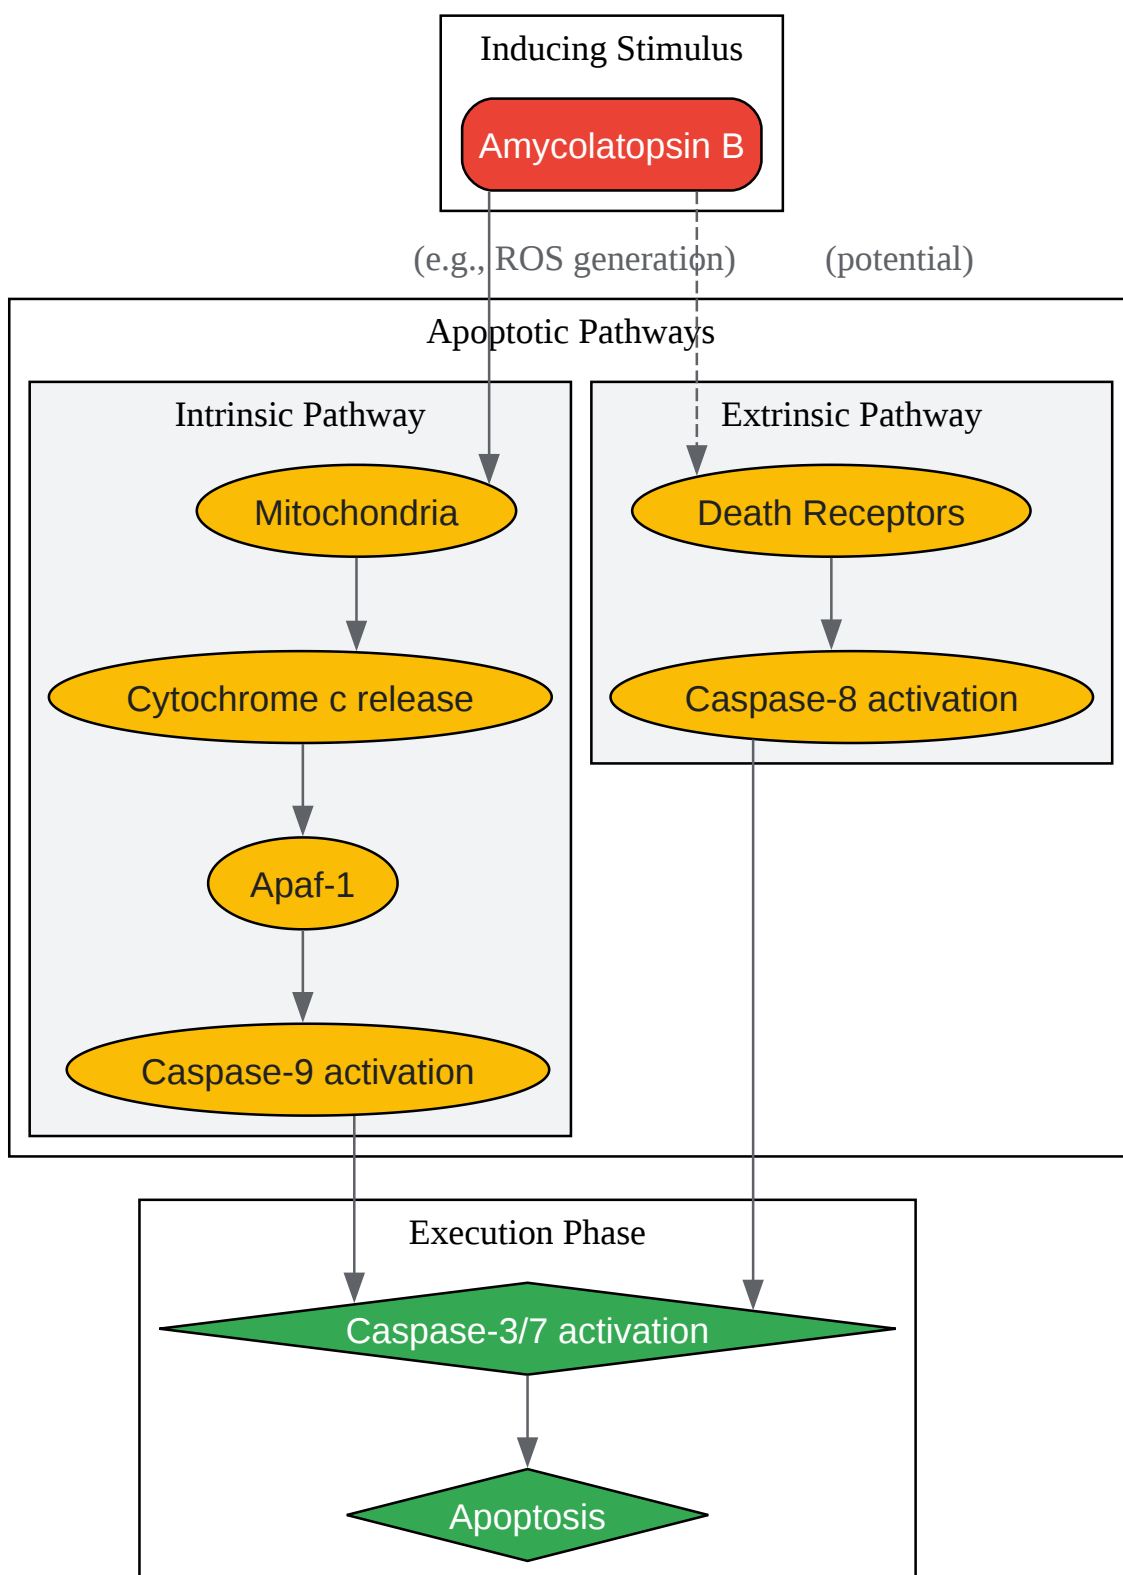 Inducing Stimulus
Amycolatopsin B
(e.g., ROS generation)
(potential)
Apoptotic Pathways
Intrinsic Pathway
Extrinsic Pathway
Mitochondria
Death Receptors
Cytochrome c release
Caspase-8 activation
Apaf-1
Caspase-9 activation
Execution Phase
Caspase-3/7 activation
Apoptosis